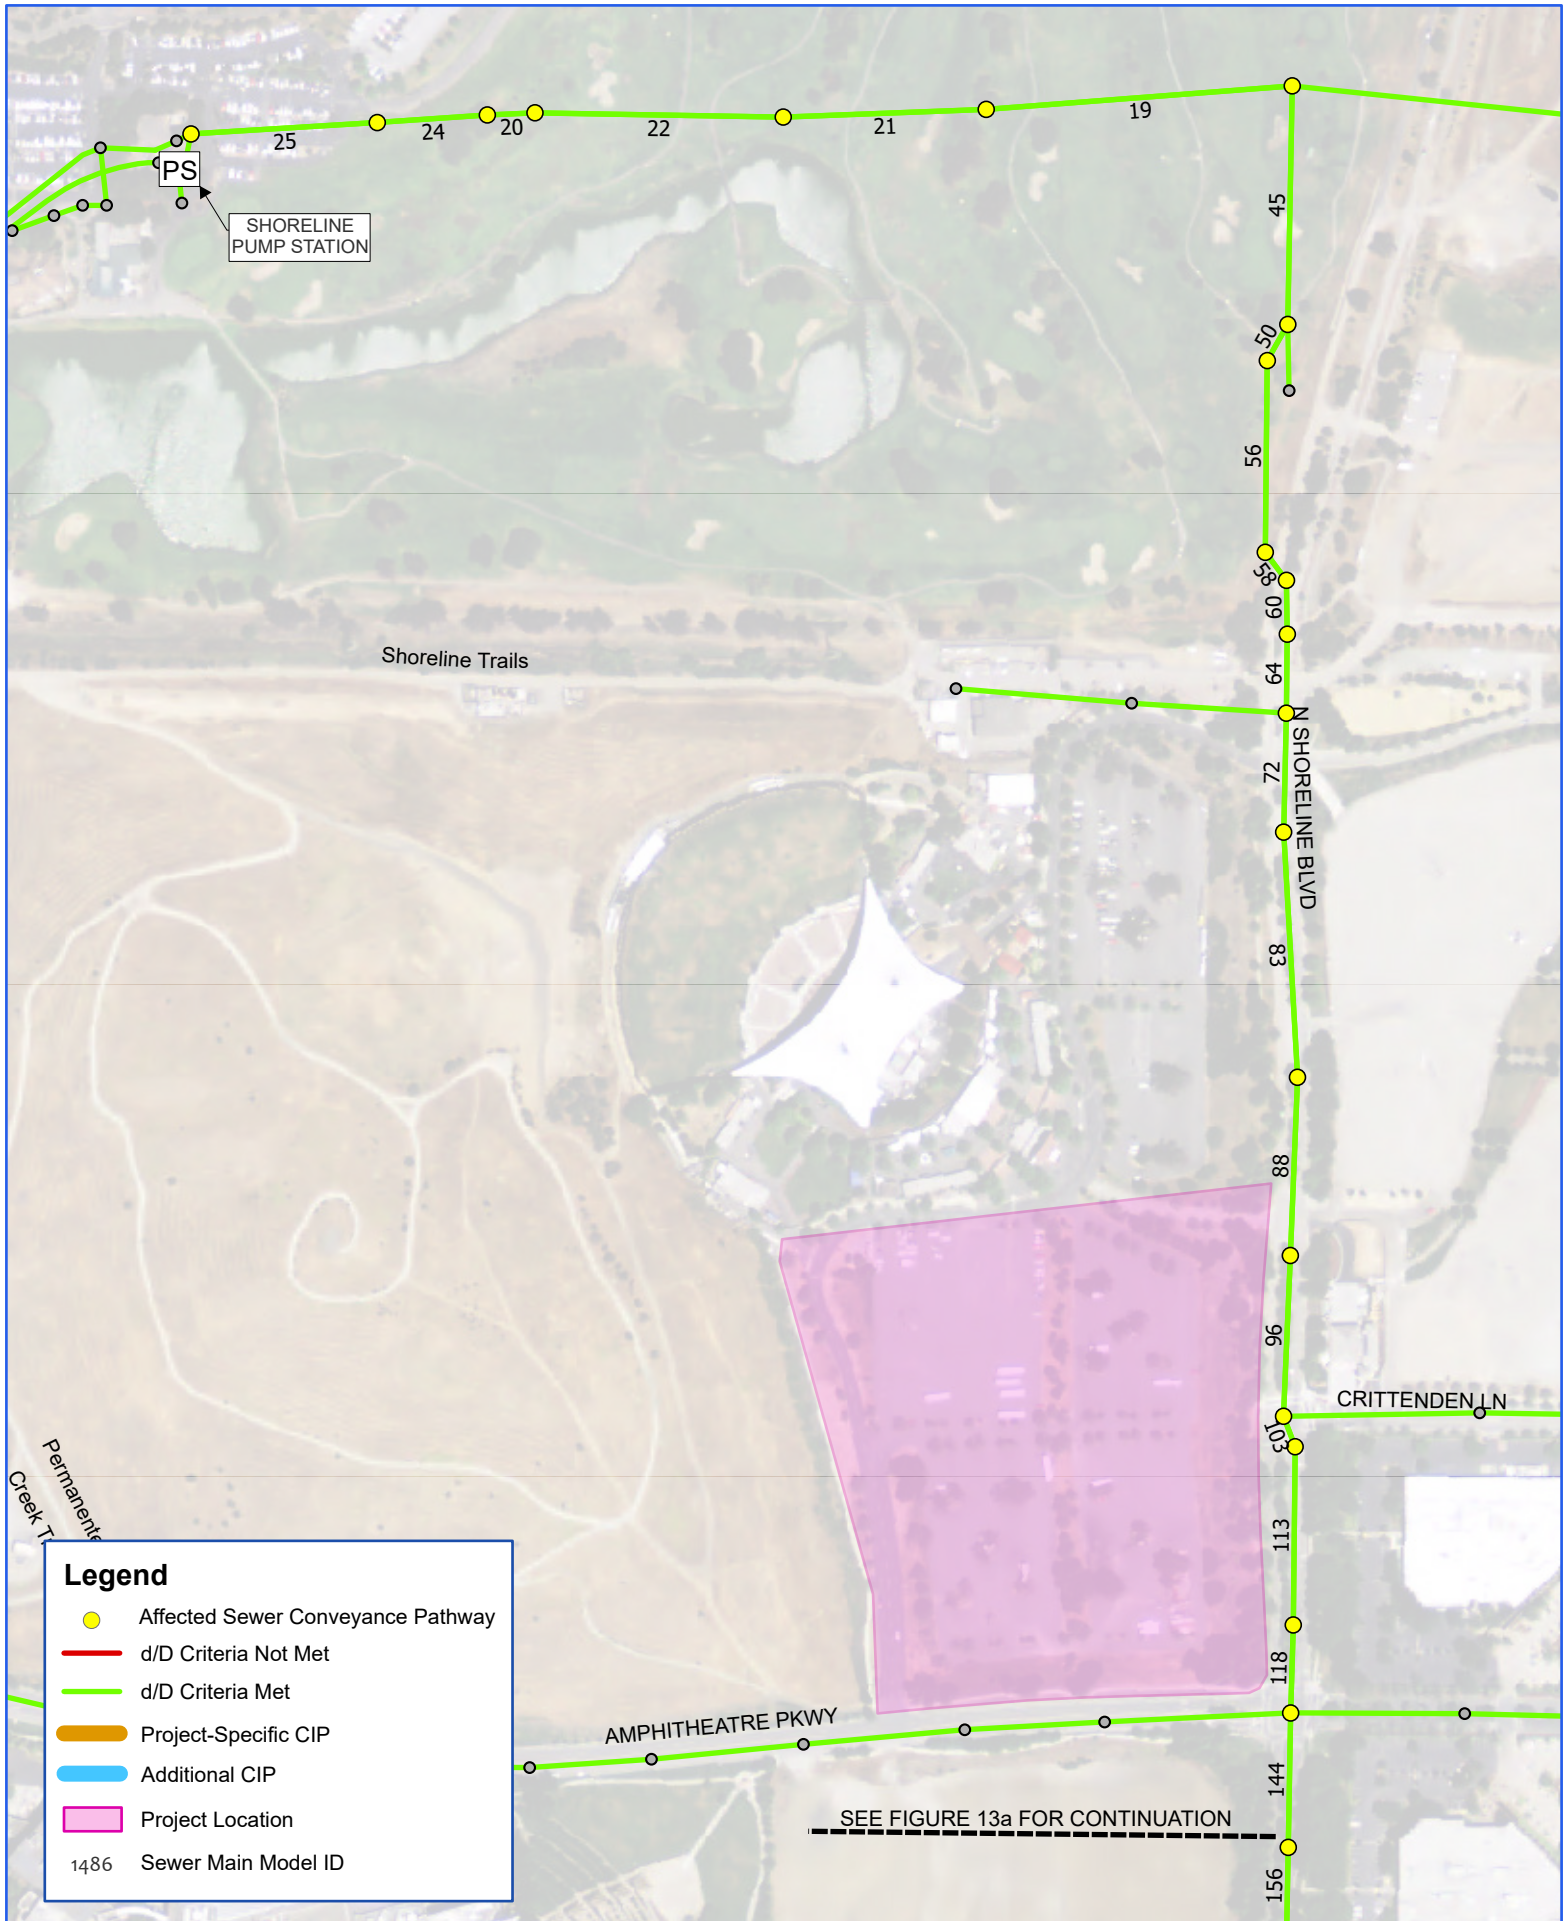 19
25
24
20
22
21
PS
SHORELINE
PUMP STATION
45
50
56
58
60
Shoreline Trails
64
N SHORELINE BLVD
72
83
88
96
CRITTENDEN LN
103
Permanente
Creek
113
118
AMPHITHEATRE PKWY
144
SEE FIGURE 13a FOR CONTINUATION
156
Legend
Affected Sewer Conveyance Pathway
d/D Criteria Not Met
d/D Criteria Met
Project-Specific CIP
Additional CIP
Project Location
1486 Sewer Main Model ID